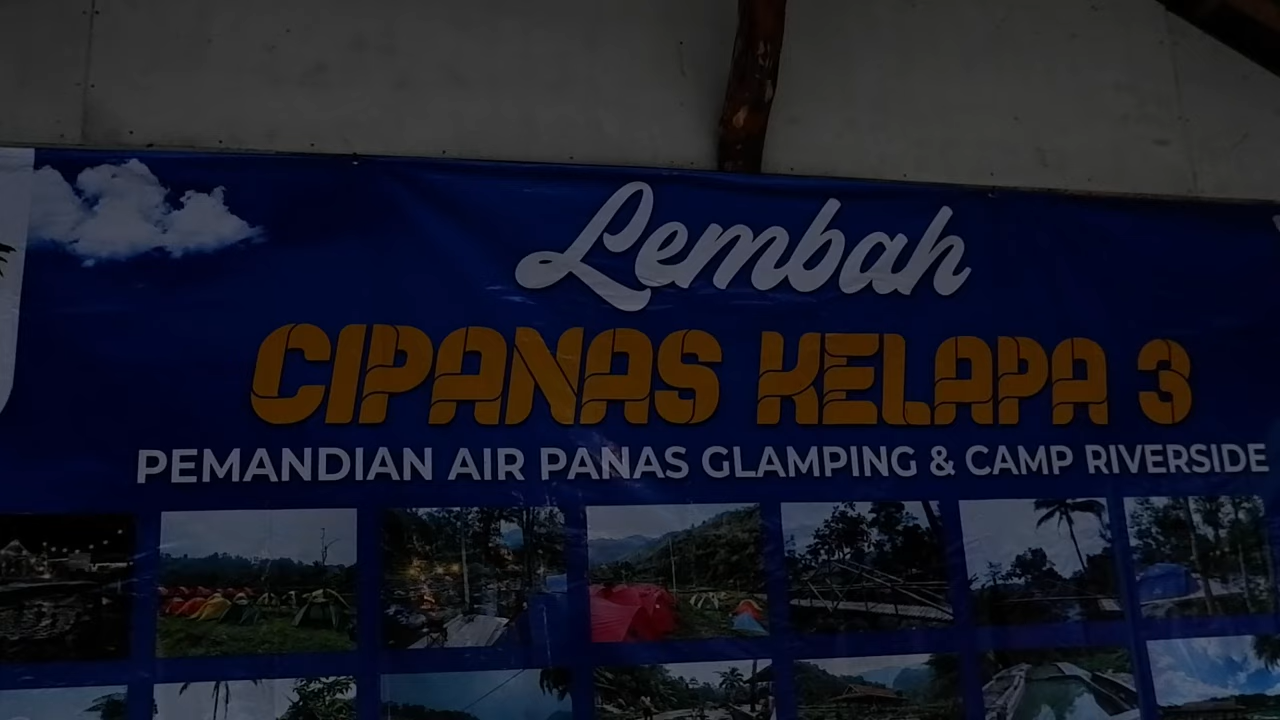 Lembah
CIPANAS KELAPA 3
PEMANDIAN AIR PANAS GLAMPING & CAMP RIVERSIDE